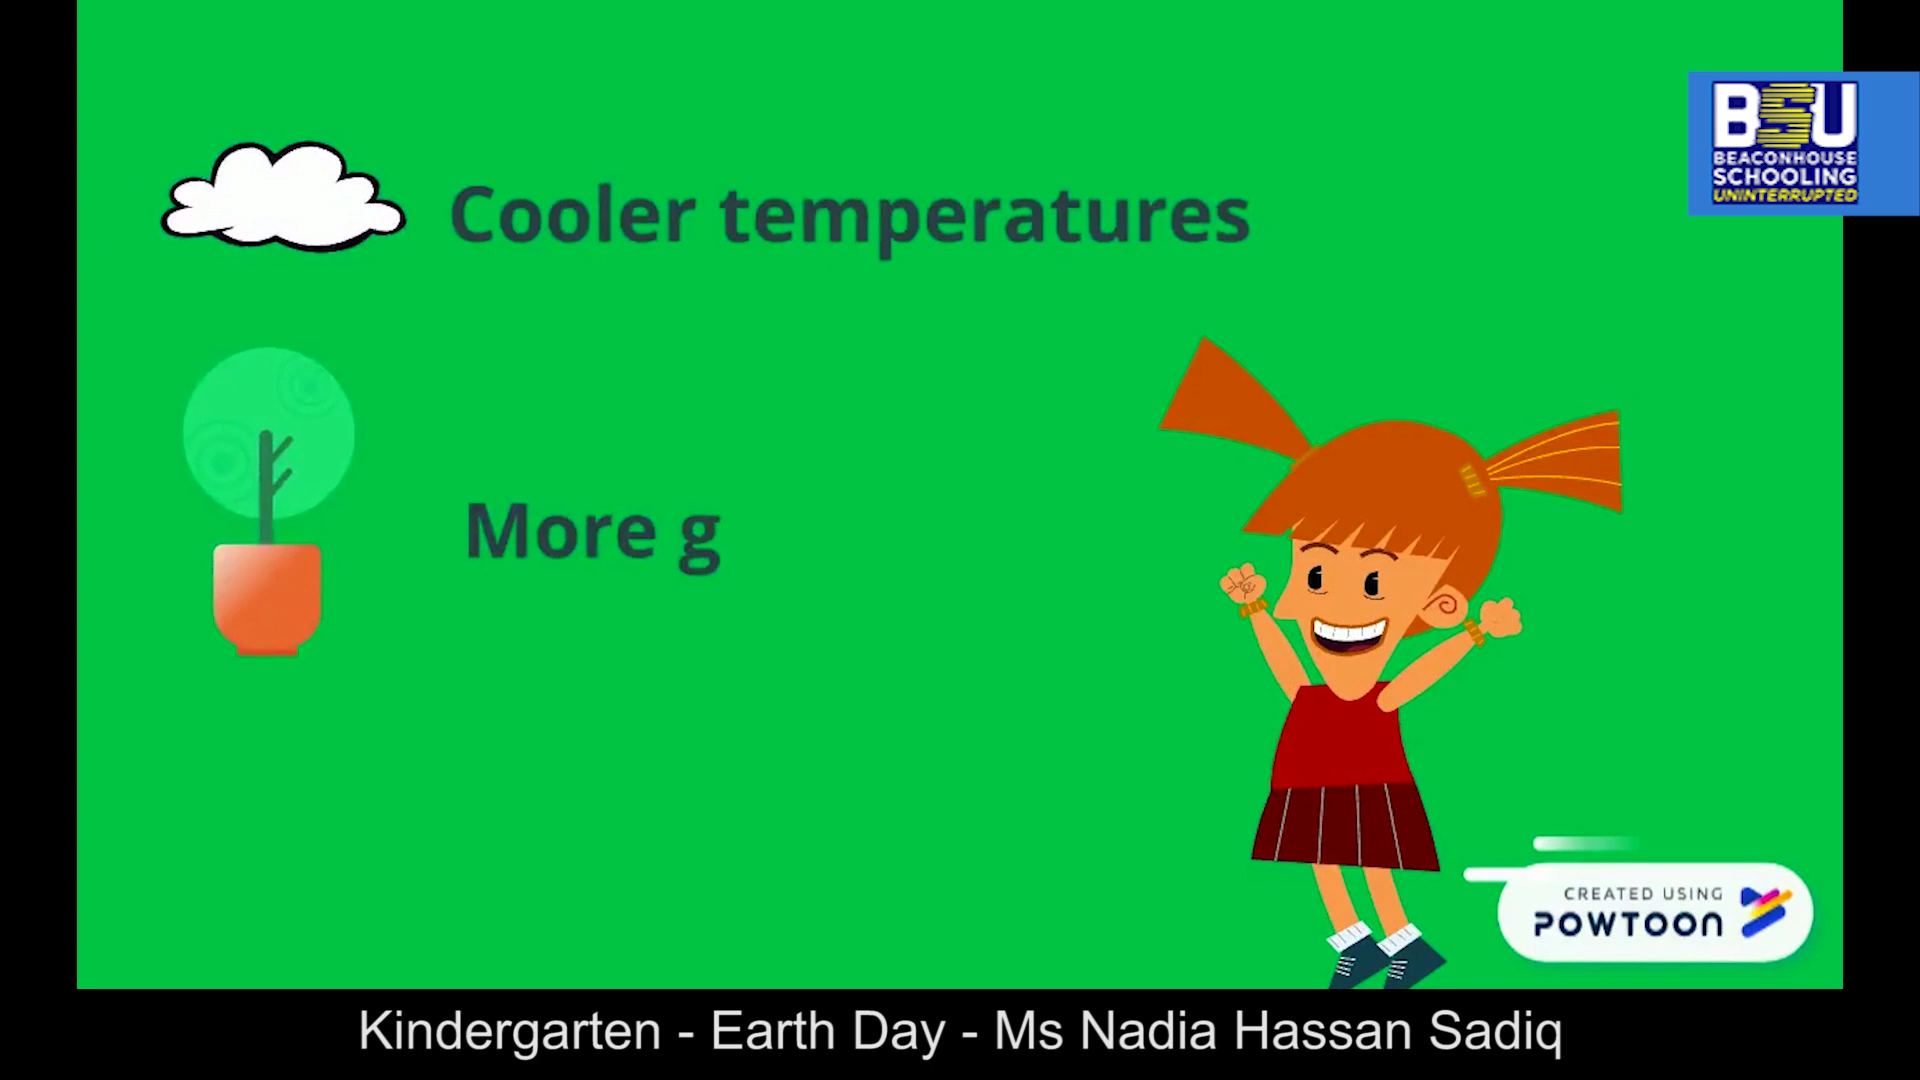 Cooler temperatures
More g
BSU
BEACONHOUSE
SCHOOLING
UNINTERRUPTED
CREATED USING
POWTOON
Kindergarten - Earth Day - Ms Nadia Hassan Sadiq